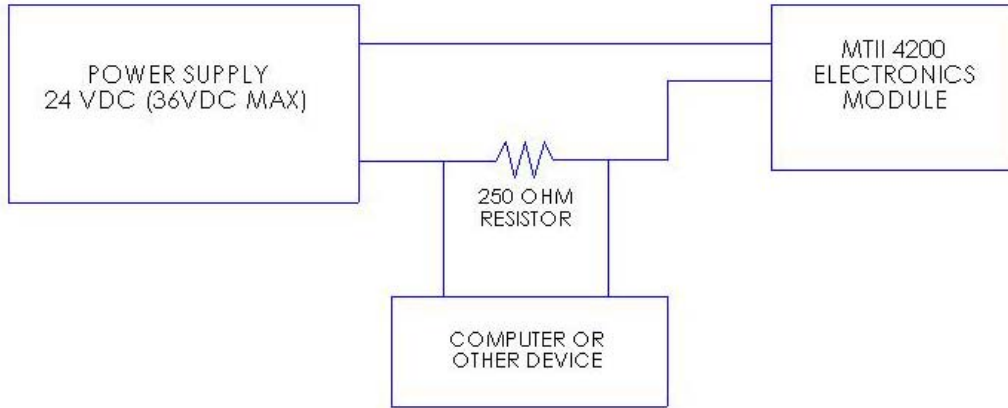 POWER SUPPLY
24 VDC (36VDC MAX)
MTII 4200
ELECTRONICS
MODULE
250 OHM
RESISTOR
COMPUTER OR
OTHER DEVICE